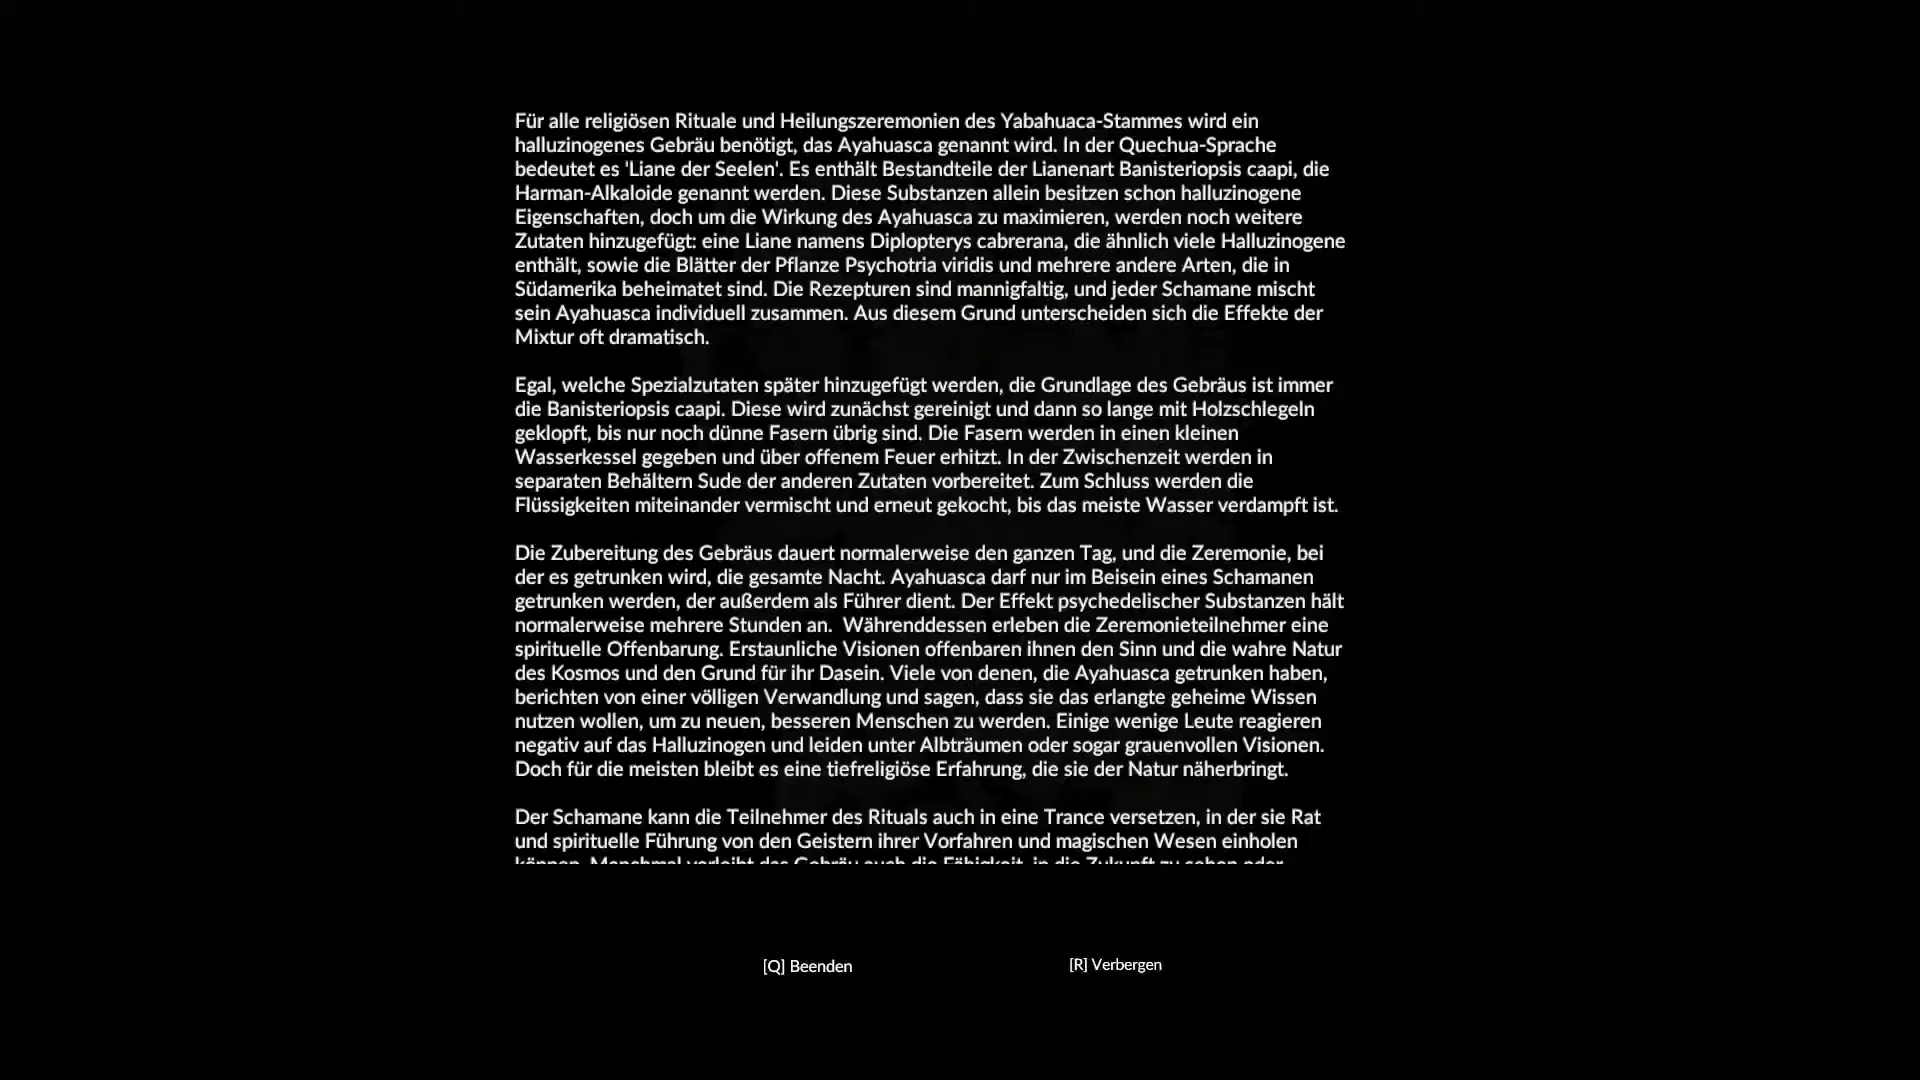 Für alle religiösen Rituale und Heilungszeremonien des Yabahuaca-Stammes wird ein
halluzinogenes Gebräu benötigt, das Ayahuasca genannt wird. In der Quechua-Sprache
bedeutet es 'Liane der Seelen'. Es enthält Bestandteile der Lianenart Banisteriopsis caapi, die
Harman-Alkaloide genannt werden. Diese Substanzen allein besitzen schon halluzinogene
Eigenschaften, doch um die Wirkung des Ayahuasca zu maximieren, werden noch weitere
Zutaten hinzugefügt: eine Liane namens Diplopterys cabrerana, die ähnlich viele Halluzinogene
enthält, sowie die Blätter der Pflanze Psychotria viridis und mehrere andere Arten, die in
Südamerika beheimatet sind. Die Rezepturen sind mannigfaltig, und jeder Schamane mischt
sein Ayahuasca individuell zusammen. Aus diesem Grund unterscheiden sich die Effekte der
Mixtur oft dramatisch.
Egal, welche Spezialzutaten später hinzugefügt werden, die Grundlage des Gebräus ist immer
die Banisteriopsis caapi. Diese wird zunächst gereinigt und dann so lange mit Holzschlegeln
geklopft, bis nur noch dünne Fasern übrig sind. Die Fasern werden in einen kleinen
Wasserkessel gegeben und über offenem Feuer erhitzt. In der Zwischenzeit werden in
separaten Behältern Sude der anderen Zutaten vorbereitet. Zum Schluss werden die
Flüssigkeiten miteinander vermischt und erneut gekocht, bis das meiste Wasser verdampft ist.
Die Zubereitung des Gebräus dauert normalerweise den ganzen Tag, und die Zeremonie, bei
der es getrunken wird, die gesamte Nacht. Ayahuasca darf nur im Beisein eines Schamanen
getrunken werden, der außerdem als Führer dient. Der Effekt psychedelischer Substanzen hält
normalerweise mehrere Stunden an.  Währenddessen erleben die Zeremonieteilnehmer eine
spirituelle Offenbarung. Erstaunliche Visionen offenbaren ihnen den Sinn und die wahre Natur
des Kosmos und den Grund für ihr Dasein. Viele von denen, die Ayahuasca getrunken haben,
berichten von einer völligen Verwandlung und sagen, dass sie das erlangte geheime Wissen
nutzen wollen, um zu neuen, besseren Menschen zu werden. Einige wenige Leute reagieren
negativ auf das Halluzinogen und leiden unter Albträumen oder sogar grauenvollen Visionen.
Doch für die meisten bleibt es eine tiefreligiöse Erfahrung, die sie der Natur näherbringt.
Der Schamane kann die Teilnehmer des Rituals auch in eine Trance versetzen, in der sie Rat
und spirituelle Führung von den Geistern ihrer Vorfahren und magischen Wesen einholen
können. Manchmal verleiht das Gebräu auch die Fähigkeit, in die Zukunft zu sehen oder
[Q] Beenden
[R] Verbergen